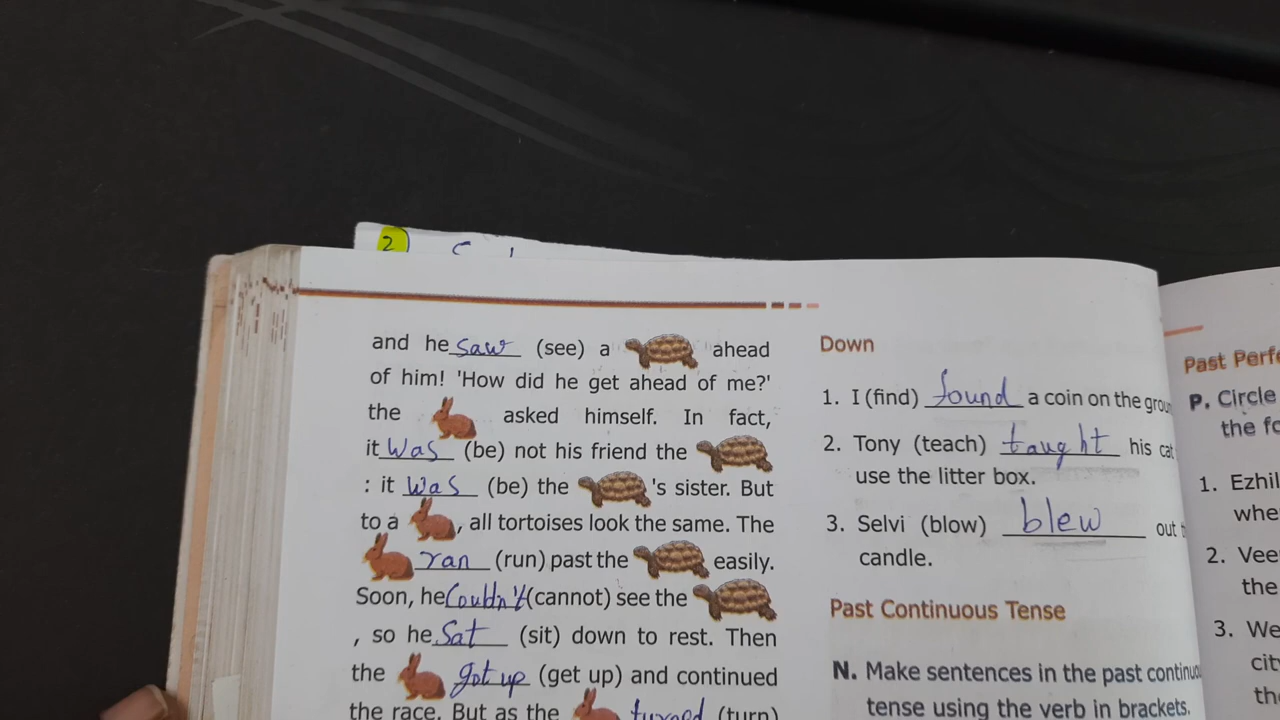 2
and he saw (see) a ahead
of him! 'How did he get ahead of me?'
the asked himself. In fact,
it was (be) not his friend the
: it was (be) the 's sister. But
to a , all tortoises look the same. The
ran (run) past the easily.
Soon, he Couldn't (cannot) see the
, so he Sat (sit) down to rest. Then
the got up (get up) and continued
the race. But as the turned (turn)
Down
1. I (find) found a coin on the
2. Tony (teach) taught his cat
use the litter box.
3. Selvi (blow) blew out
candle.
Past Continuous Tense
N. Make sentences in the past
tense using the verb in brackets.
Past
P. Circle
the
1. Ezhil
whe
2. Vee
the
3. We
cit
th